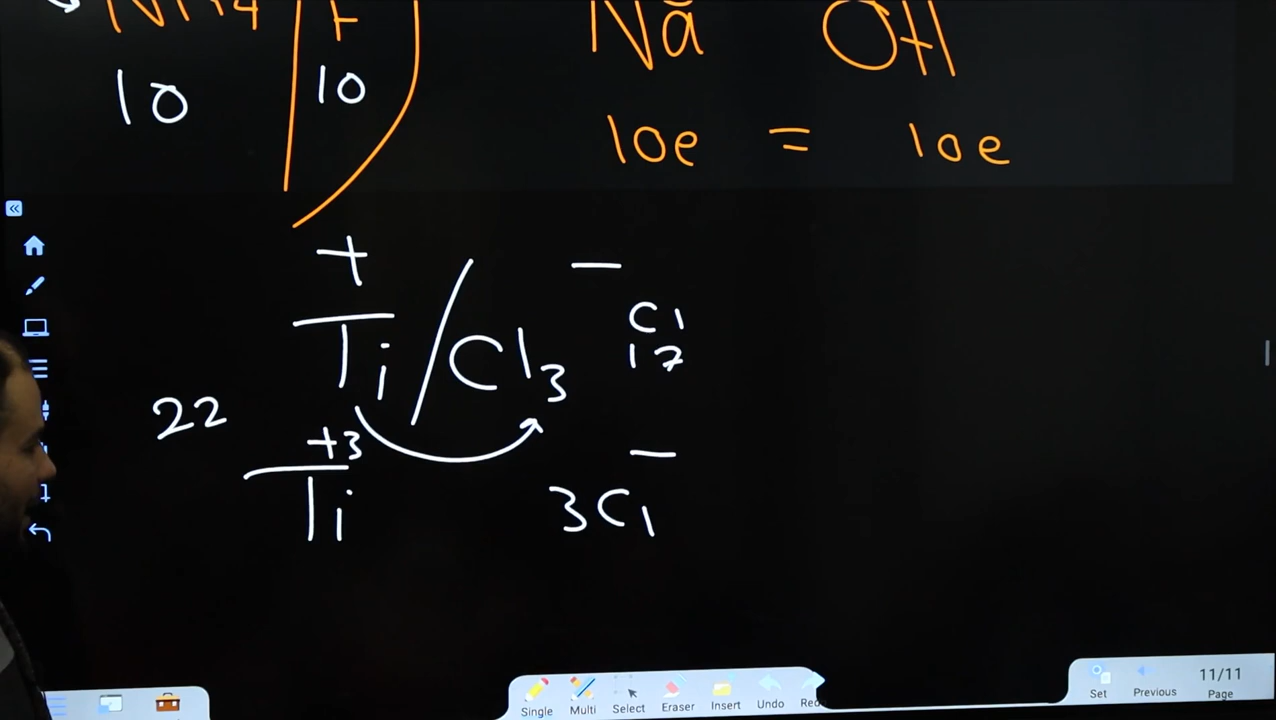 NH4 / F
10 10
Na OH
10e = 10e
+ −
Ti / Cl3
Cl
17
22
+3 −
Ti 3Cl
Single Multi Select Eraser Insert Undo Set Previous
11/11
Page